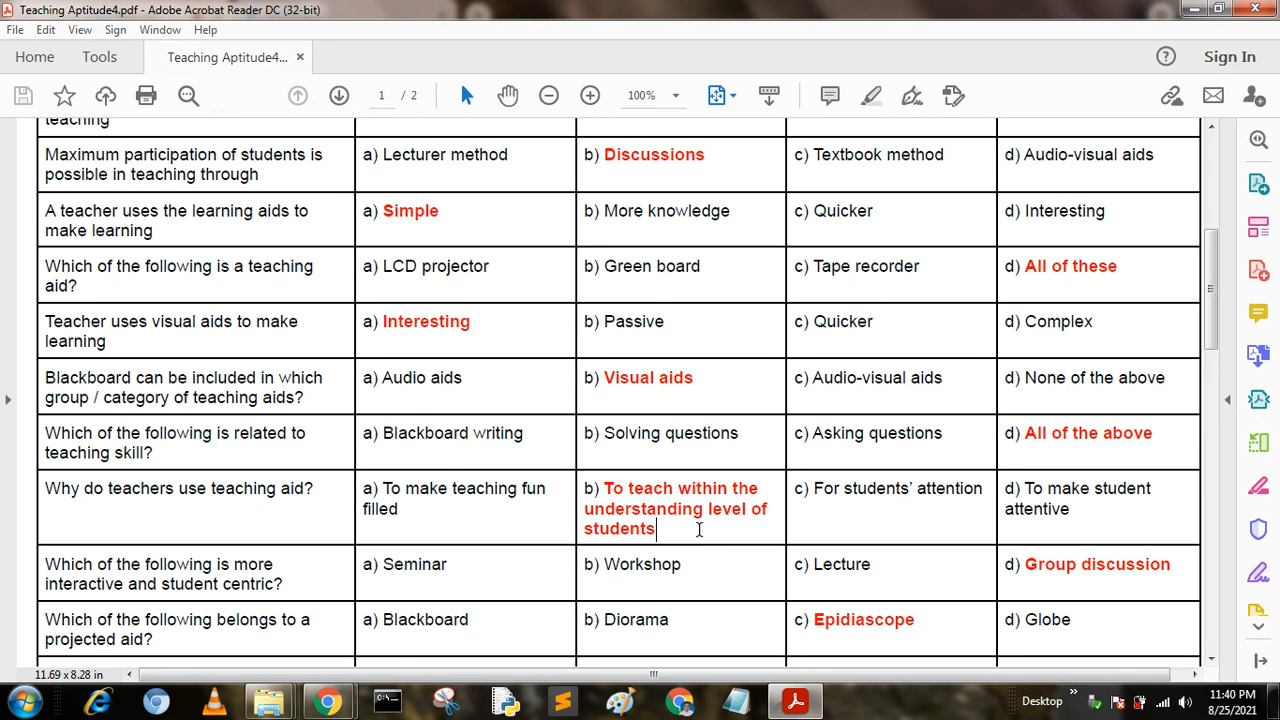 Teaching Aptitude4.pdf - Adobe Acrobat Reader DC (32-bit)
File Edit View Sign Window Help
Home Tools Teaching Aptitude4... × Sign In
1 / 2 100%
teaching
Maximum participation of students is possible in teaching through
a) Lecturer method
b) Discussions
c) Textbook method
d) Audio-visual aids
A teacher uses the learning aids to make learning
a) Simple
b) More knowledge
c) Quicker
d) Interesting
Which of the following is a teaching aid?
a) LCD projector
b) Green board
c) Tape recorder
d) All of these
Teacher uses visual aids to make learning
a) Interesting
b) Passive
c) Quicker
d) Complex
Blackboard can be included in which group / category of teaching aids?
a) Audio aids
b) Visual aids
c) Audio-visual aids
d) None of the above
Which of the following is related to teaching skill?
a) Blackboard writing
b) Solving questions
c) Asking questions
d) All of the above
Why do teachers use teaching aid?
a) To make teaching fun filled
b) To teach within the understanding level of students
c) For students' attention
d) To make student attentive
Which of the following is more interactive and student centric?
a) Seminar
b) Workshop
c) Lecture
d) Group discussion
Which of the following belongs to a projected aid?
a) Blackboard
b) Diorama
c) Epidiascope
d) Globe
11.69 x 8.28 in
Desktop
11:40 PM
8/25/2021